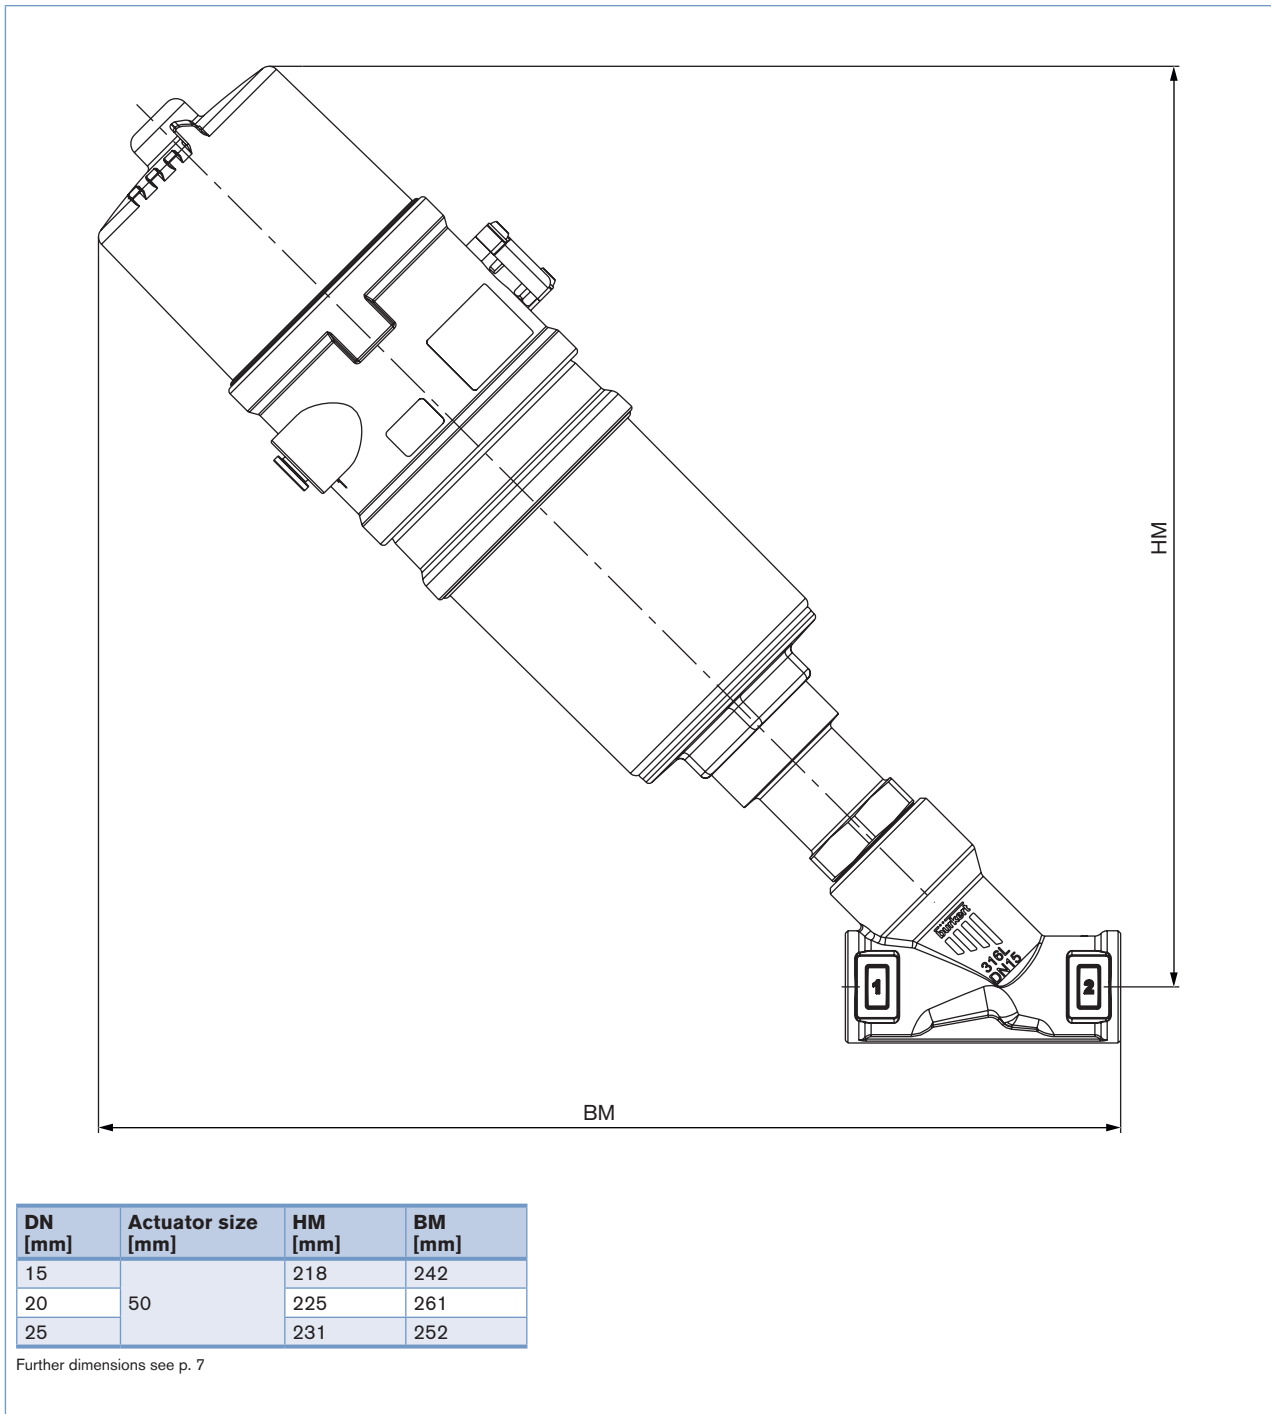 HM
bürkert
316L
DN15
1
2
BM
DN [mm] Actuator size [mm] HM [mm] BM [mm]
15 50 218 242
20 225 261
25 231 252
Further dimensions see p. 7